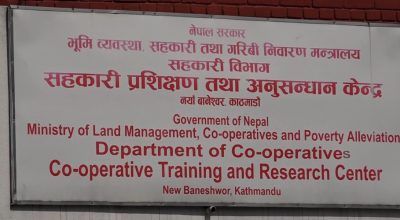 नेपाल सरकार
भूमि व्यवस्था, सहकारी तथा गरिबी निवारण मन्त्रालय
सहकारी विभाग
सहकारी प्रशिक्षण तथा अनुसन्धान केन्द्र
नयाँ बानेश्वर, काठमाडौं
Government of Nepal
Ministry of Land Management, Co-operatives and Poverty Alleviation
Department of Co-operatives
Co-operative Training and Research Center
New Baneshwor, Kathmandu